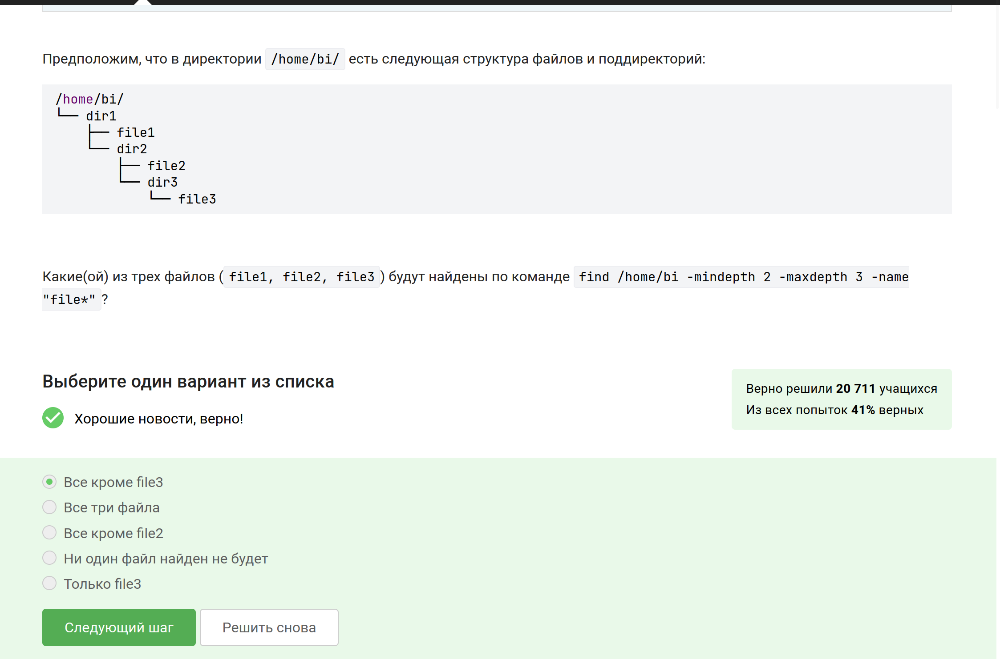 Предположим, что в директории /home/bi/ есть следующая структура файлов и поддиректорий:
/home/bi/
└── dir1
    ├── file1
    └── dir2
        ├── file2
        └── dir3
            └── file3
Какие(ой) из трех файлов ( file1, file2, file3 ) будут найдены по команде find /home/bi -mindepth 2 -maxdepth 3 -name
"file*" ?
Выберите один вариант из списка
Верно решили 20 711 учащихся
Из всех попыток 41% верных
Хорошие новости, верно!
Все кроме file3
Все три файла
Все кроме file2
Ни один файл найден не будет
Только file3
Следующий шаг Решить снова